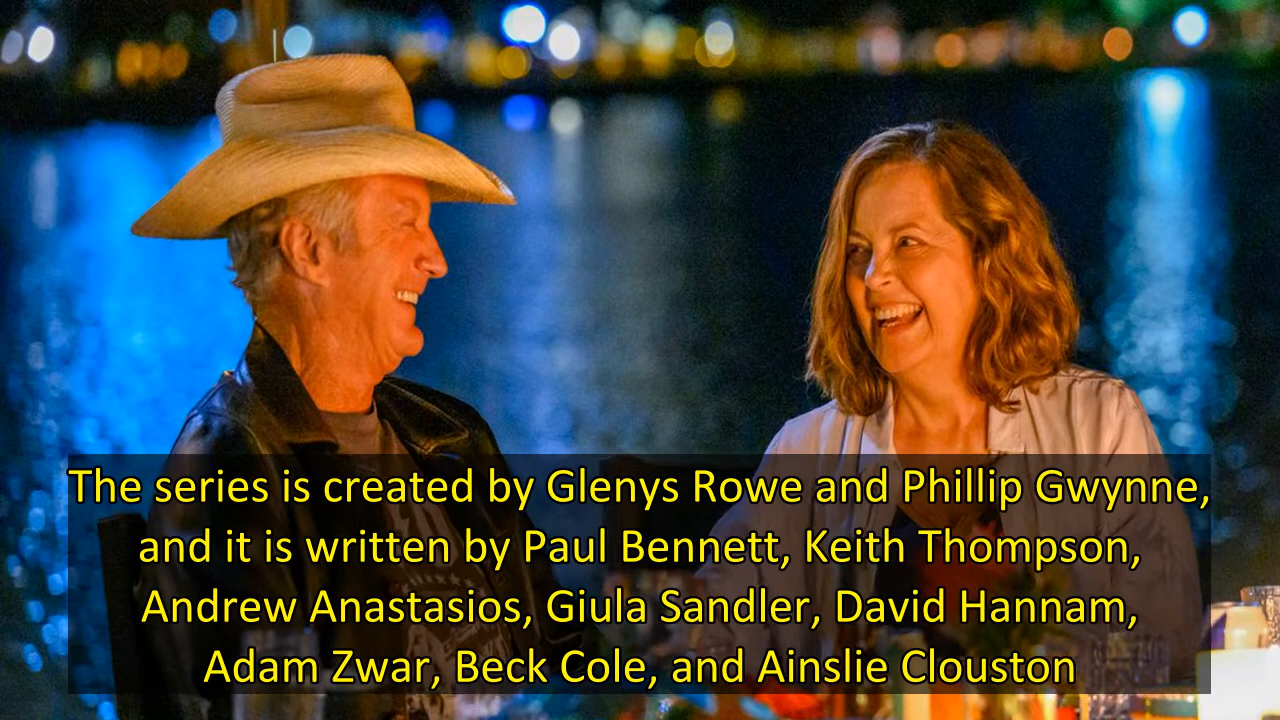 The series is created by Glenys Rowe and Phillip Gwynne,
and it is written by Paul Bennett, Keith Thompson,
Andrew Anastasios, Giula Sandler, David Hannam,
Adam Zwar, Beck Cole, and Ainslie Clouston